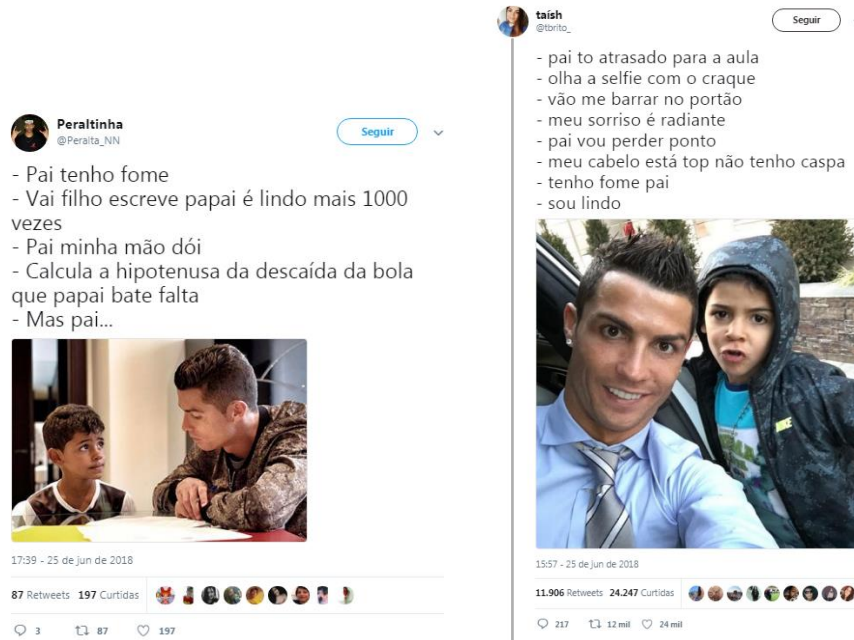 Peraltinha
@Peralta_NN
Seguir
- Pai tenho fome
- Vai filho escreve papai é lindo mais 1000
vezes
- Pai minha mão dói
- Calcula a hipotenusa da descaída da bola
que papai bate falta
- Mas pai...
17:39 - 25 de jun de 2018
87 Retweets 197 Curtidas
3 87 197
taísh
@tbrito_
Seguir
- pai to atrasado para a aula
- olha a selfie com o craque
- vão me barrar no portão
- meu sorriso é radiante
- pai vou perder ponto
- meu cabelo está top não tenho caspa
- tenho fome pai
- sou lindo
15:57 - 25 de jun de 2018
11.906 Retweets 24.247 Curtidas
217 12 mil 24 mil